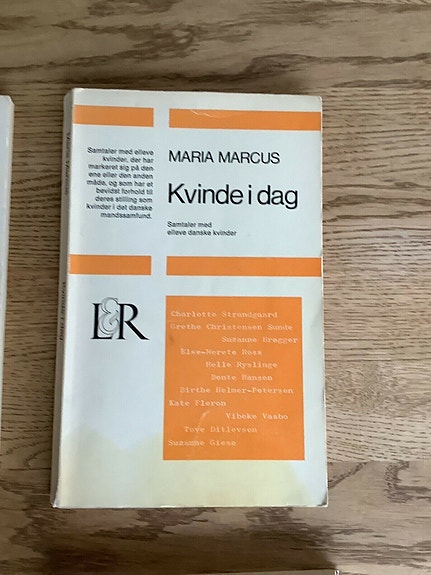 Samtaler med elleve
kvinder, der har
markeret sig på den
ene eller den anden
måde, og som har et
bevidst forhold til
deres stilling som
kvinder i det danske
mandssamfund.
MARIA MARCUS
Kvinde i dag
Samtaler med
elleve danske kvinder
L&R
Charlotte Strandgaard
Grethe Christensen Sunde
Suzanne Brøgger
Else-Merete Ross
Helle Ryslinge
Bente Hansen
Birthe Helmer-Petersen
Kate Fleron
Vibeke Vasbo
Tove Ditlevsen
Suzanne Giese